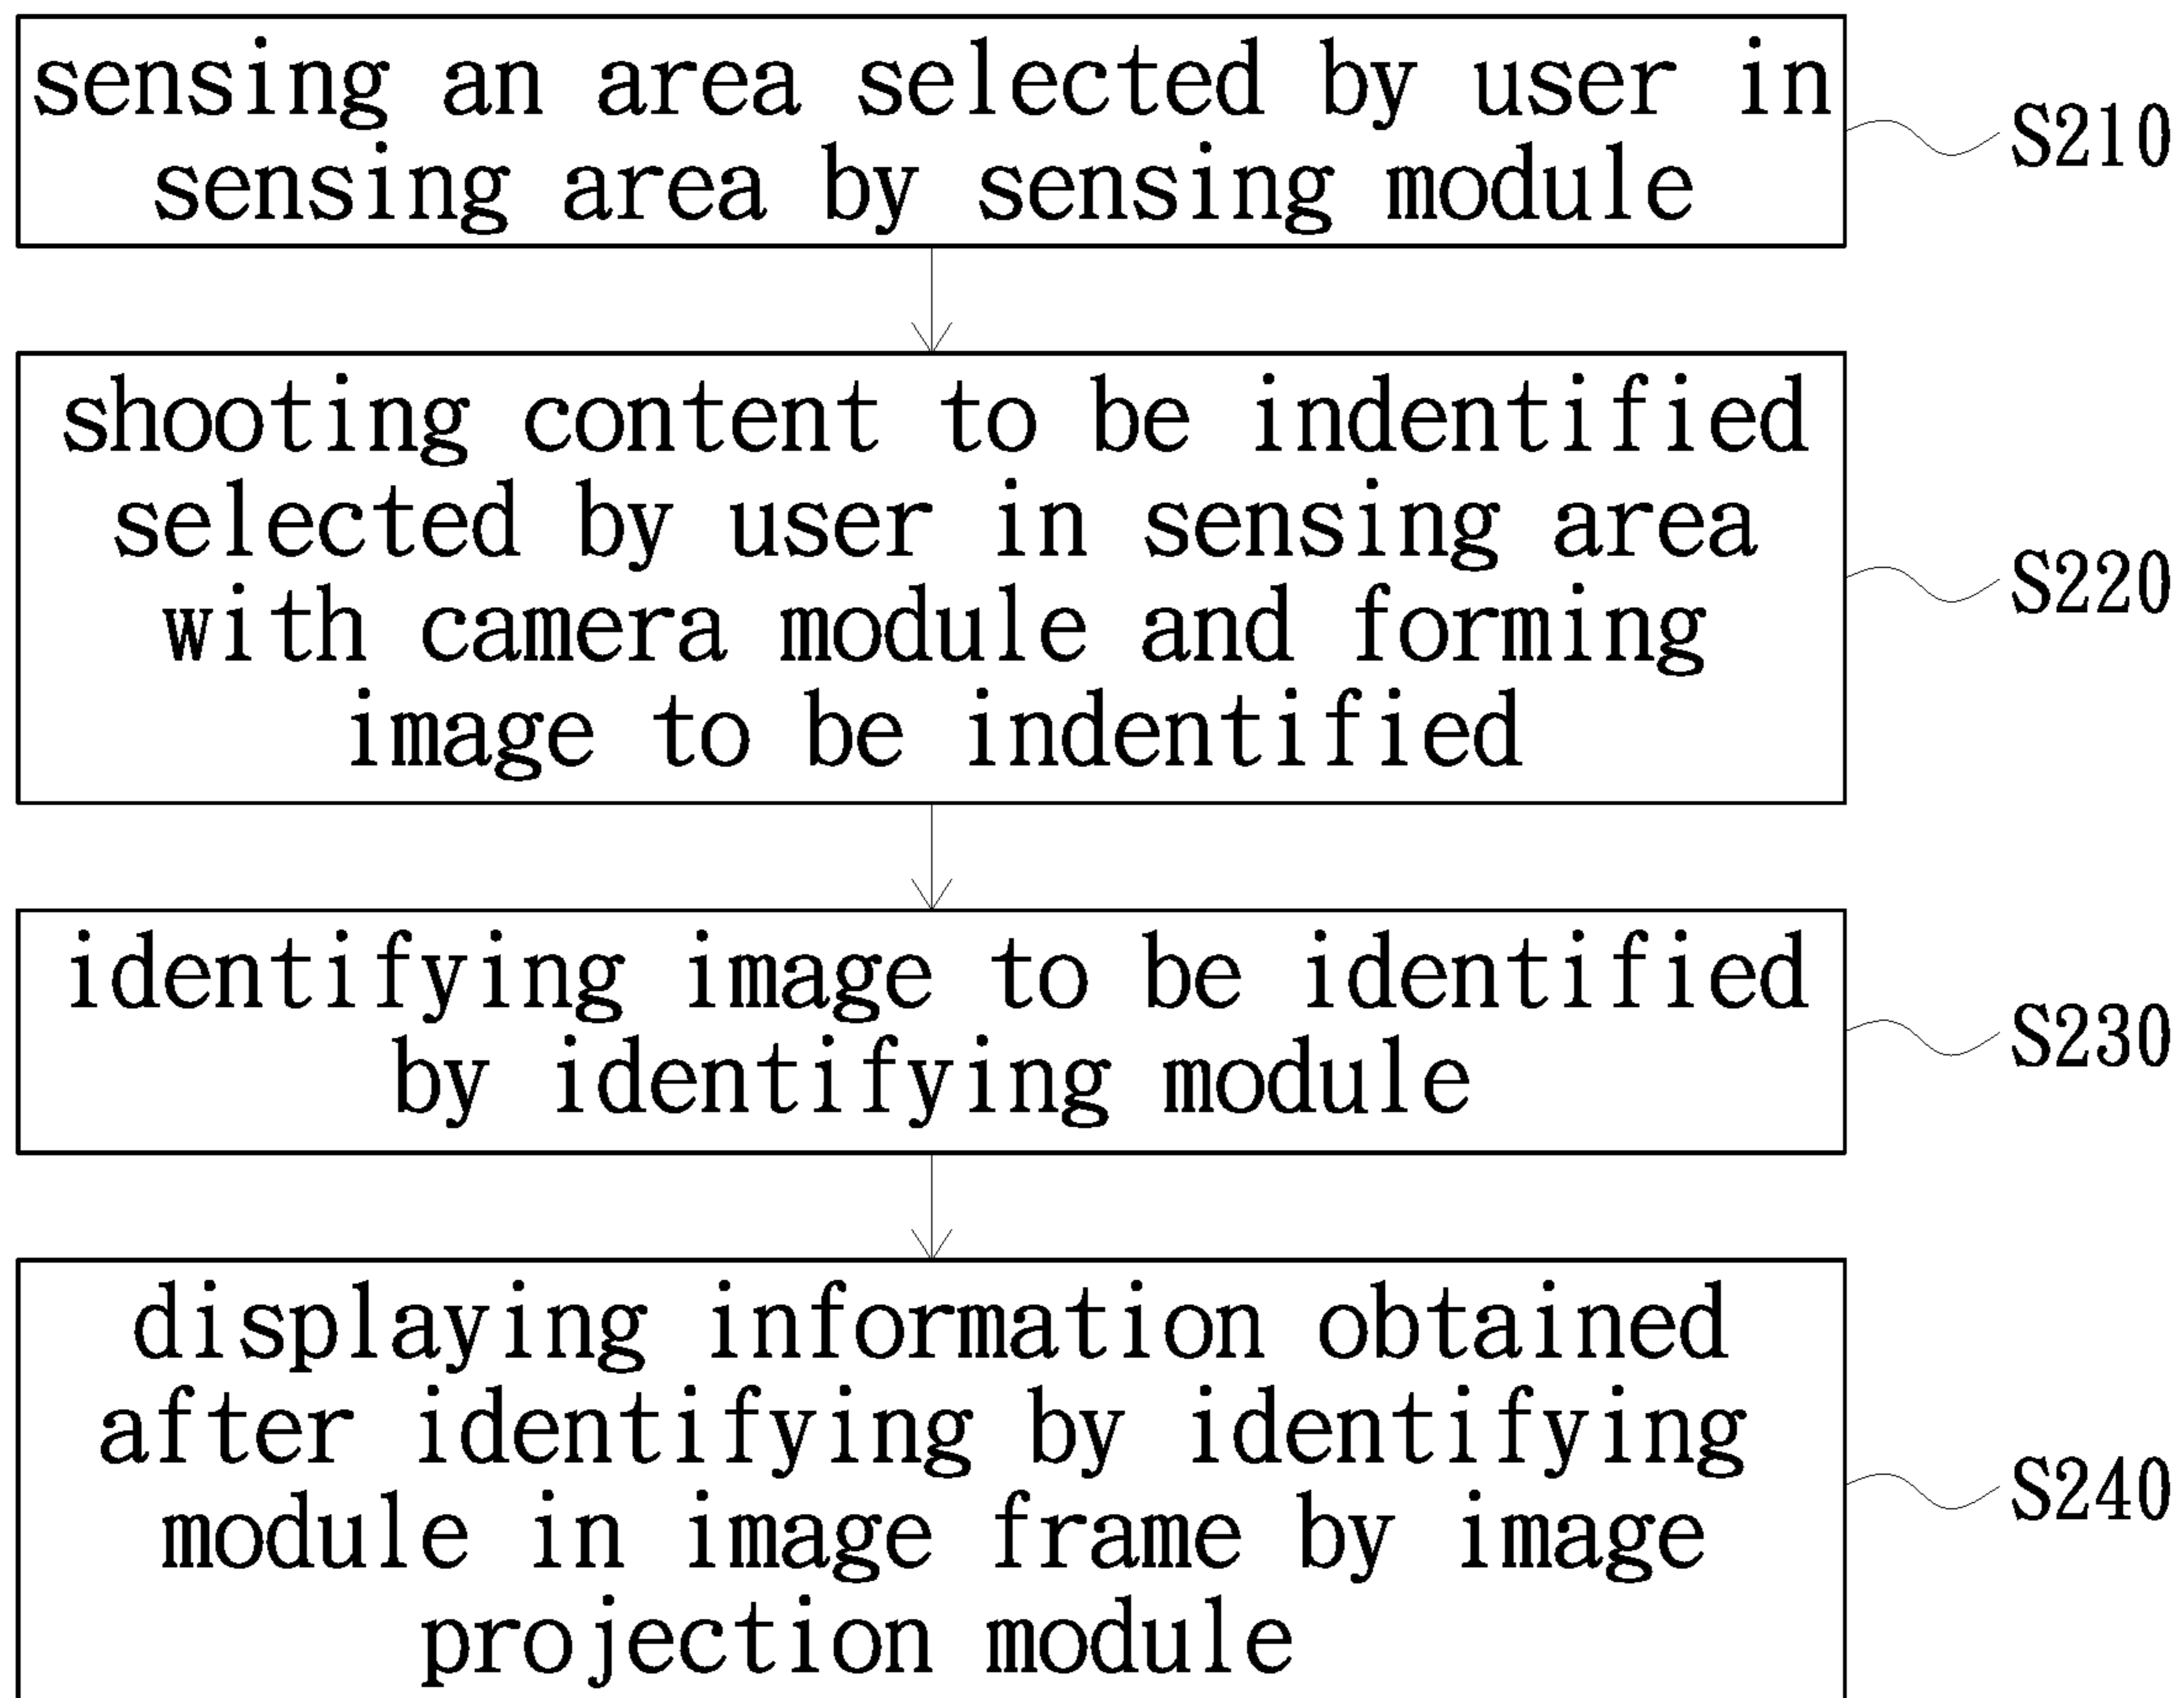 sensing an area selected by user in
sensing area by sensing module
S210
shooting content to be indentified
selected by user in sensing area
with camera module and forming
image to be indentified
S220
identifying image to be identified
by identifying module
S230
displaying information obtained
after identifying by identifying
module in image frame by image
projection module
S240